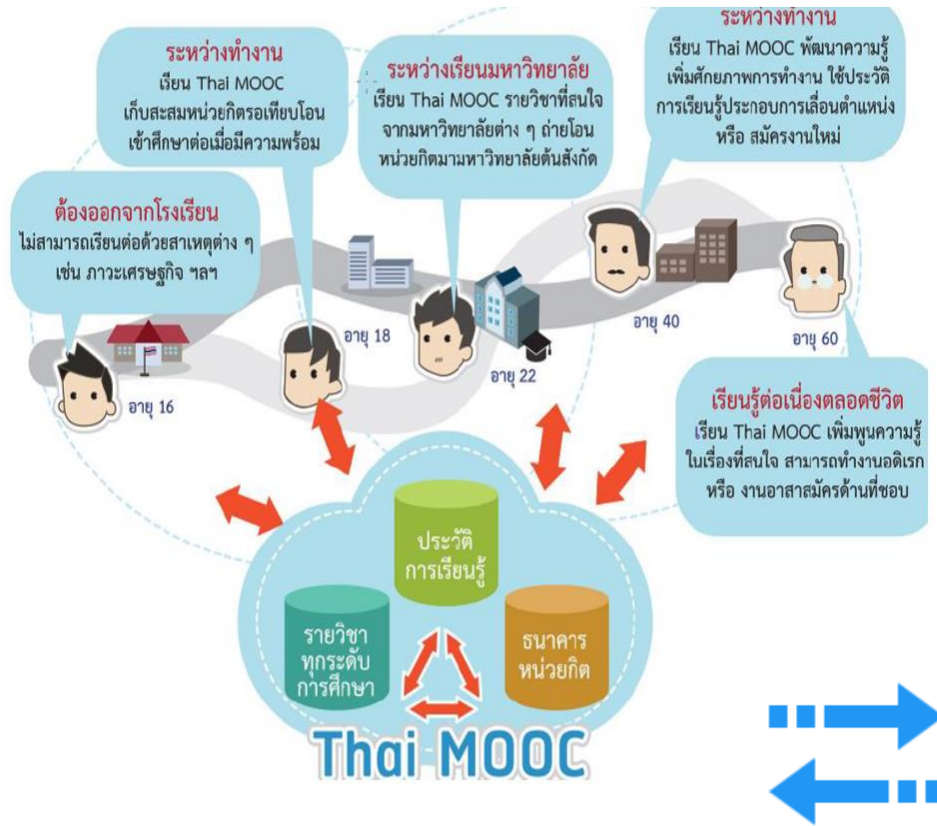 ระหว่างทำงาน
เรียน Thai MOOC
เก็บสะสมหน่วยกิตรอเทียบโอน
เข้าศึกษาต่อเมื่อมีความพร้อม
ระหว่างเรียนมหาวิทยาลัย
เรียน Thai MOOC รายวิชาที่สนใจ
จากมหาวิทยาลัยต่าง ๆ ถ่ายโอน
หน่วยกิตมามหาวิทยาลัยต้นสังกัด
ระหว่างทำงาน
เรียน Thai MOOC พัฒนาความรู้
เพิ่มศักยภาพการทำงาน ใช้ประวัติ
การเรียนรู้ประกอบการเลื่อนตำแหน่ง
หรือ สมัครงานใหม่
ต้องออกจากโรงเรียน
ไม่สามารถเรียนต่อด้วยสาเหตุต่าง ๆ
เช่น ภาวะเศรษฐกิจ ฯลฯ
อายุ 16
อายุ 18
อายุ 22
อายุ 40
อายุ 60
เรียนรู้ต่อเนื่องตลอดชีวิต
เรียน Thai MOOC เพิ่มพูนความรู้
ในเรื่องที่สนใจ สามารถทำงานอดิเรก
หรือ งานอาสาสมัครด้านที่ชอบ
ประวัติ
การเรียนรู้
รายวิชา
ทุกระดับ
การศึกษา
ธนาคาร
หน่วยกิต
Thai MOOC